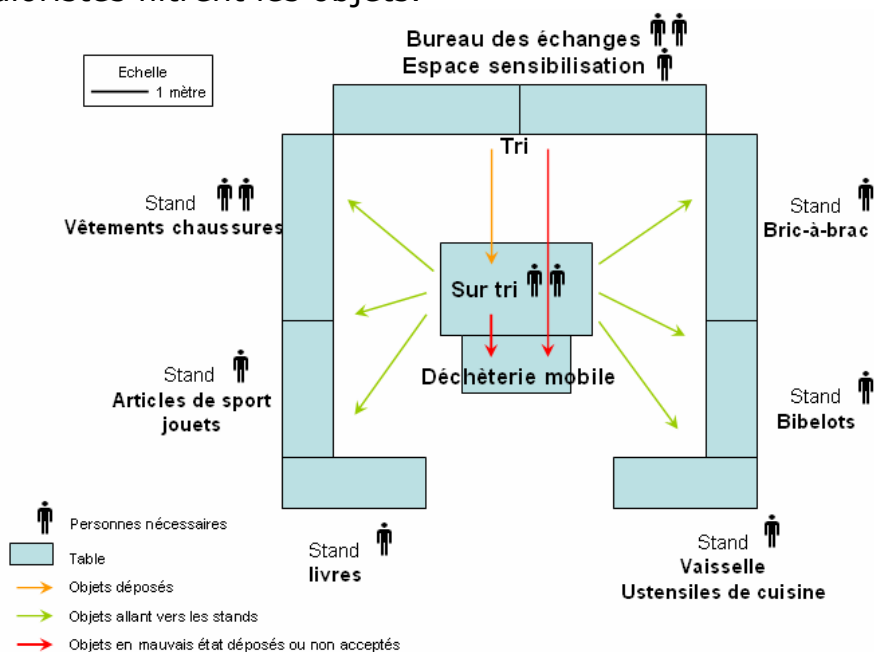 Bureau des échanges
Espace sensibilisation
Echelle
1 mètre
Tri
Stand
Vêtements chaussures
Stand
Bric-à-brac
Sur tri
Déchèterie mobile
Stand
Articles de sport
jouets
Stand
Bibelots
Stand
livres
Stand
Vaisselle
Ustensiles de cuisine
Personnes nécessaires
Table
Objets déposés
Objets allant vers les stands
Objets en mauvais état déposés ou non acceptés